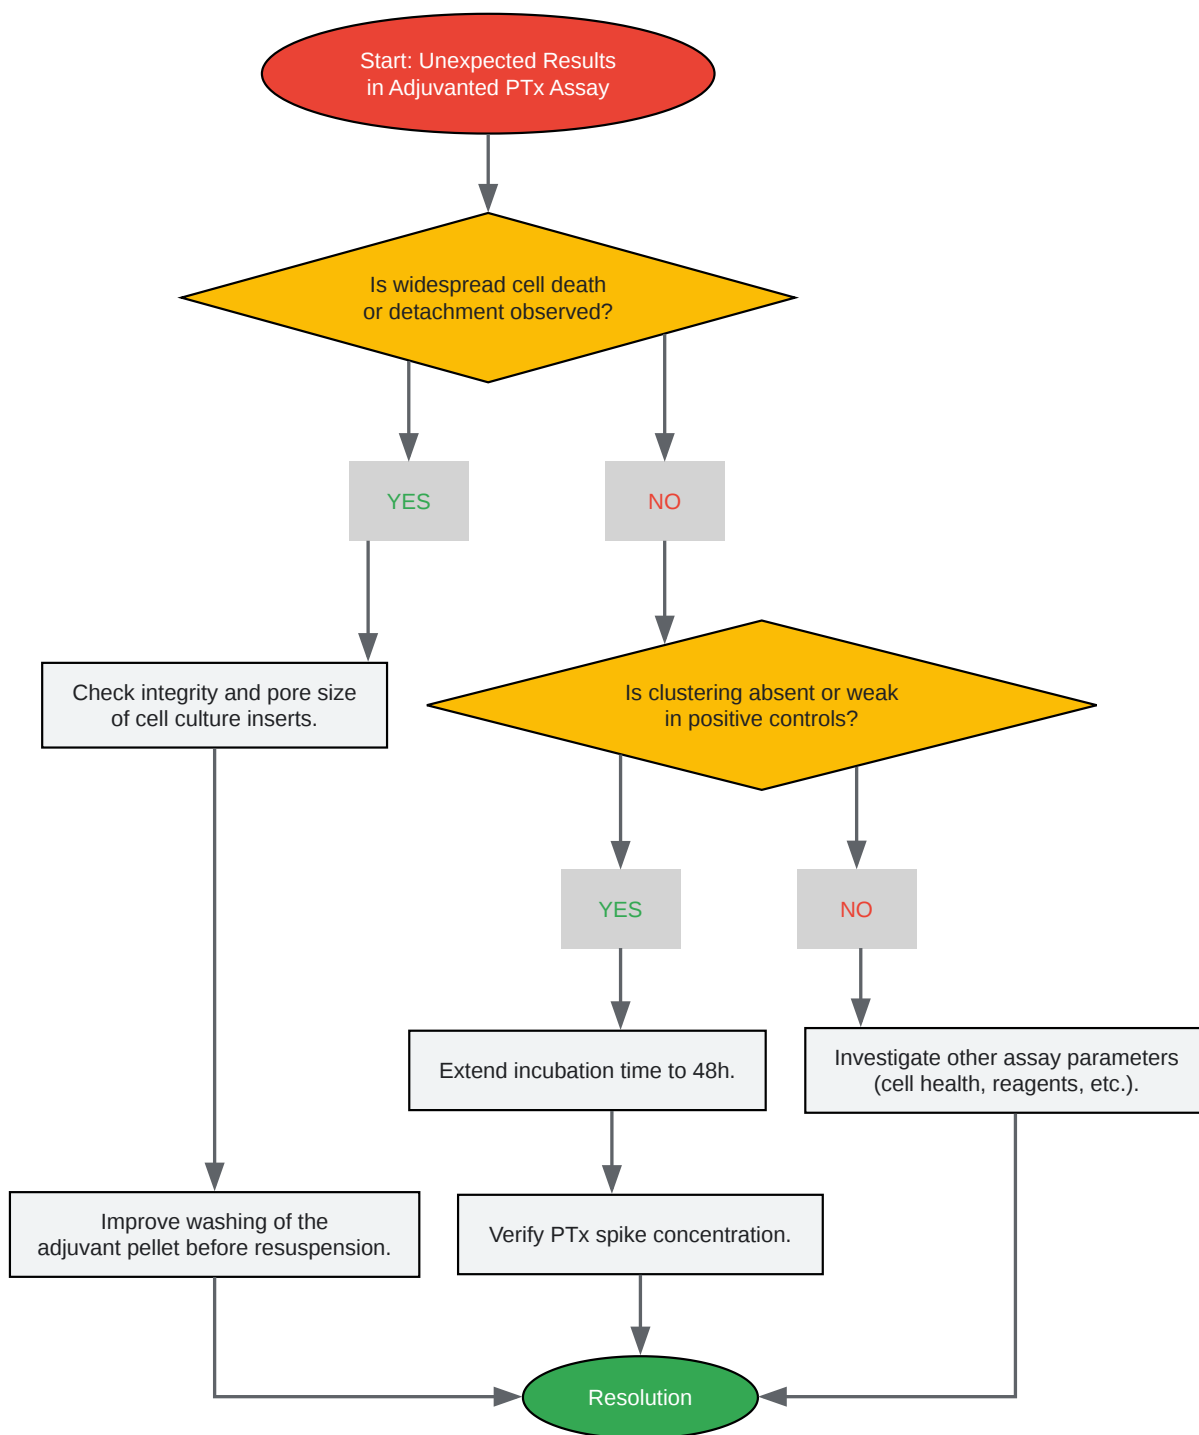 Start: Unexpected Results
in Adjuvanted PTx Assay
Is widespread cell death
or detachment observed?
YES
NO
Check integrity and pore size
of cell culture inserts.
Is clustering absent or weak
in positive controls?
YES
NO
Extend incubation time to 48h.
Investigate other assay parameters
(cell health, reagents, etc.).
Improve washing of the
adjuvant pellet before resuspension.
Verify PTx spike concentration.
Resolution